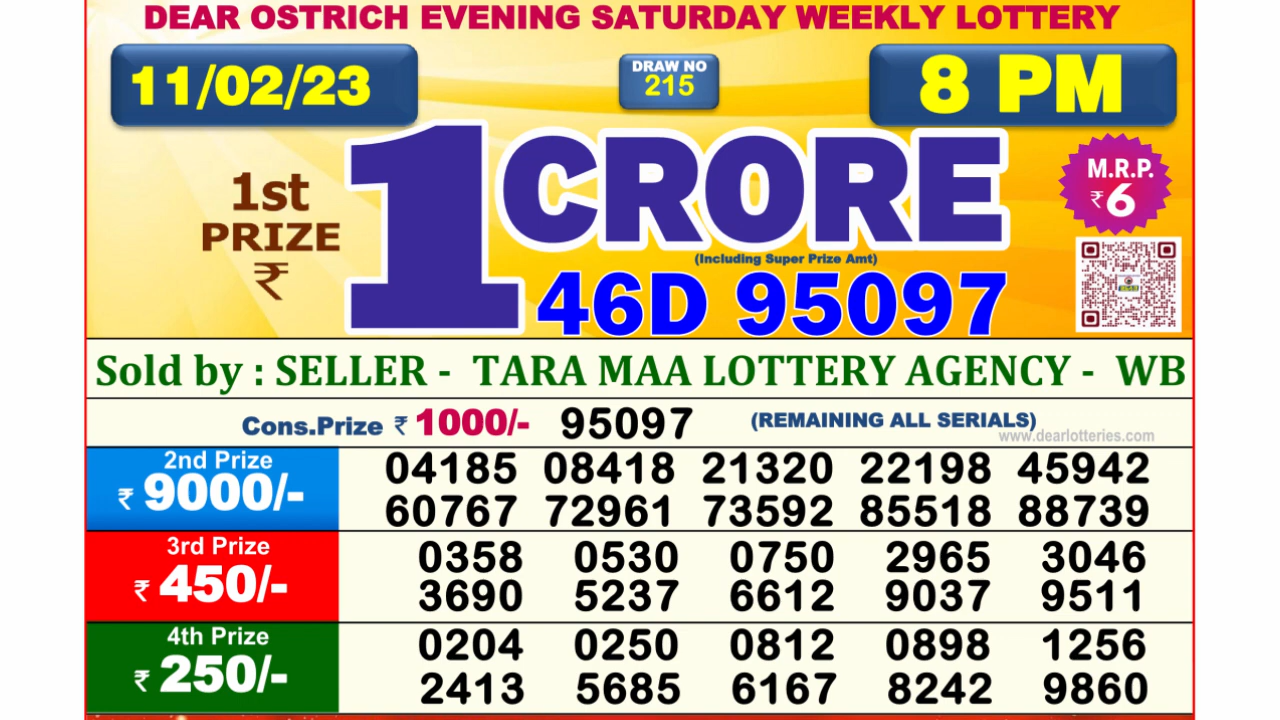 DEAR OSTRICH EVENING SATURDAY WEEKLY LOTTERY
11/02/23
DRAW NO
215
8 PM
1st
PRIZE
₹
1 CRORE
(Including Super Prize Amt)
46D 95097
M.R.P.
₹ 6
Sold by : SELLER - TARA MAA LOTTERY AGENCY - WB
Cons.Prize ₹ 1000/- 95097 (REMAINING ALL SERIALS)
www.dearlotteries.com
2nd Prize
₹ 9000/-
04185 08418 21320 22198 45942
60767 72961 73592 85518 88739
3rd Prize
₹ 450/-
0358 0530 0750 2965 3046
3690 5237 6612 9037 9511
4th Prize
₹ 250/-
0204 0250 0812 0898 1256
2413 5685 6167 8242 9860